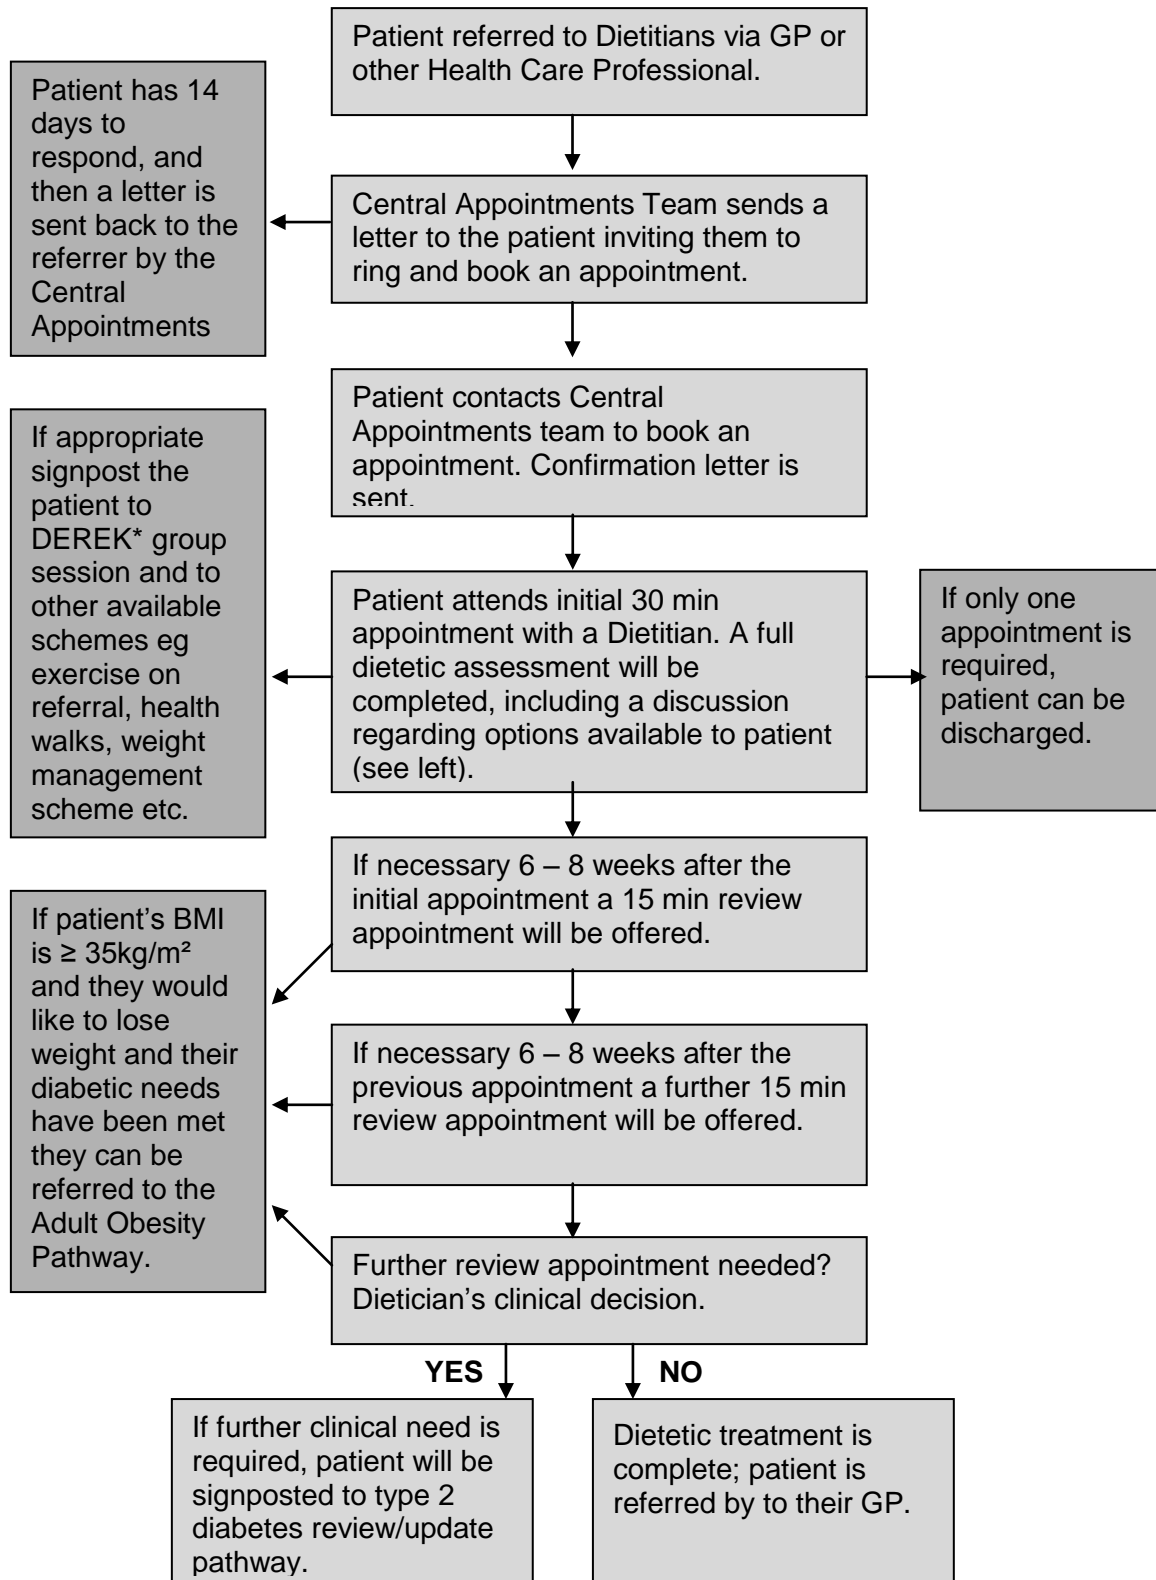 Patient referred to Dietitians via GP or
other Health Care Professional.
Patient has 14
days to
respond, and
then a letter is
sent back to the
referrer by the
Central
Appointments
Central Appointments Team sends a
letter to the patient inviting them to
ring and book an appointment.
Patient contacts Central
Appointments team to book an
appointment. Confirmation letter is
sent.
If appropriate
signpost the
patient to
DEREK* group
session and to
other available
schemes eg
exercise on
referral, health
walks, weight
management
scheme etc.
Patient attends initial 30 min
appointment with a Dietitian. A full
dietetic assessment will be
completed, including a discussion
regarding options available to patient
(see left).
If only one
appointment is
required,
patient can be
discharged.
If necessary 6 – 8 weeks after the
initial appointment a 15 min review
appointment will be offered.
If patient’s BMI
is ≥ 35kg/m²
and they would
like to lose
weight and their
diabetic needs
have been met
they can be
referred to the
Adult Obesity
Pathway.
If necessary 6 – 8 weeks after the
previous appointment a further 15 min
review appointment will be offered.
Further review appointment needed?
Dietician’s clinical decision.
YES
NO
If further clinical need is
required, patient will be
signposted to type 2
diabetes review/update
pathway.
Dietetic treatment is
complete; patient is
referred by to their GP.